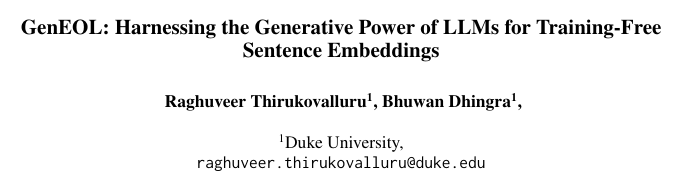 GenEOL: Harnessing the Generative Power of LLMs for Training-Free
Sentence Embeddings
Raghuveer Thirukovalluru¹, Bhuwan Dhingra¹,
¹Duke University,
raghuveer.thirukovalluru@duke.edu